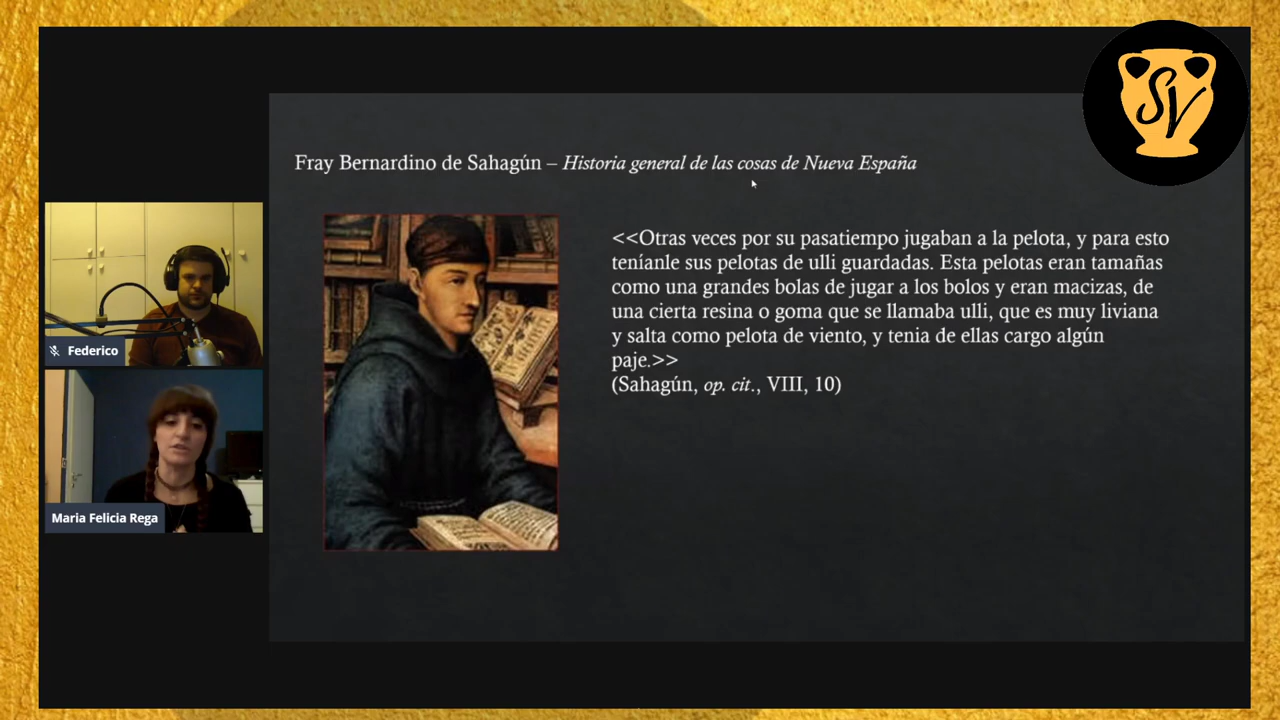 SV
Fray Bernardino de Sahagún – Historia general de las cosas de Nueva España
<<Otras veces por su pasatiempo jugaban a la pelota, y para esto
teníanle sus pelotas de ulli guardadas. Esta pelotas eran tamañas
como una grandes bolas de jugar a los bolos y eran macizas, de
una cierta resina o goma que se llamaba ulli, que es muy liviana
y salta como pelota de viento, y tenia de ellas cargo algún
paje.>>
(Sahagún, op. cit., VIII, 10)
Federico
Maria Felicia Rega